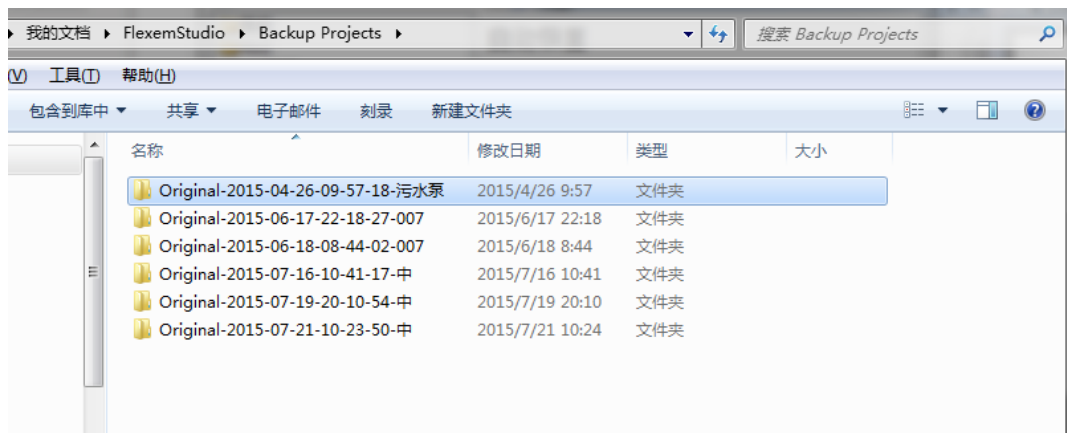 我的文档 FlexemStudio Backup Projects 搜索 Backup Projects
(V) 工具(T) 帮助(H)
包含到库中 共享 电子邮件 刻录 新建文件夹
名称 修改日期 类型 大小
Original-2015-04-26-09-57-18-污水泵 2015/4/26 9:57 文件夹
Original-2015-06-17-22-18-27-007 2015/6/17 22:18 文件夹
Original-2015-06-18-08-44-02-007 2015/6/18 8:44 文件夹
Original-2015-07-16-10-41-17-中 2015/7/16 10:41 文件夹
Original-2015-07-19-20-10-54-中 2015/7/19 20:10 文件夹
Original-2015-07-21-10-23-50-中 2015/7/21 10:24 文件夹